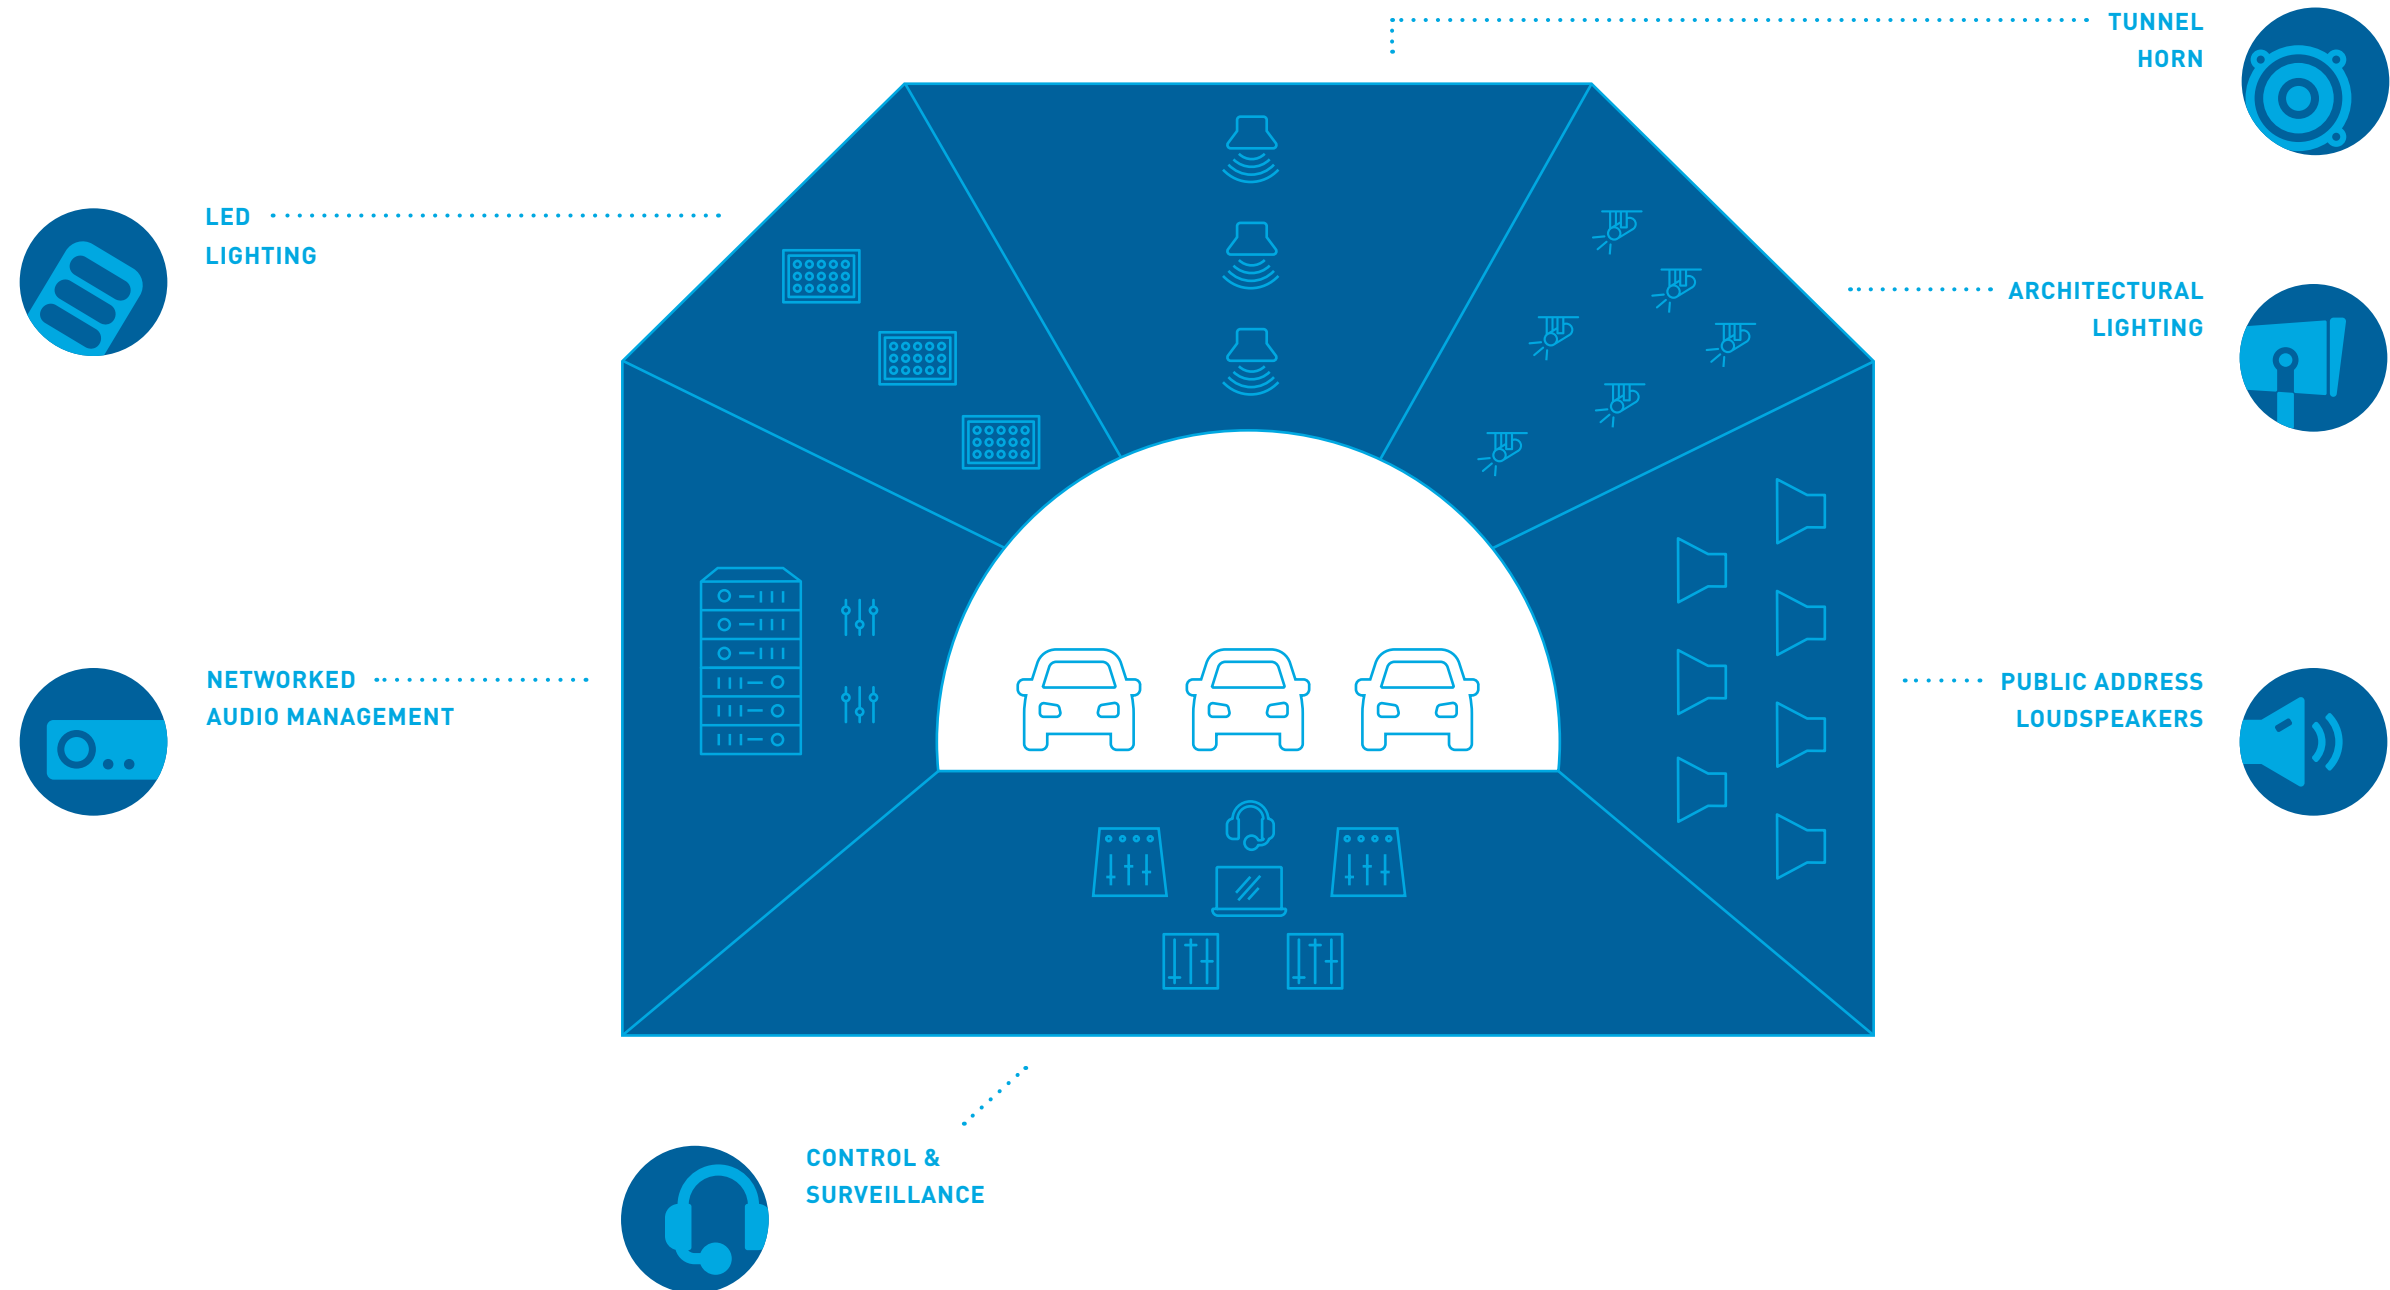 TUNNEL
HORN
LED
LIGHTING
ARCHITECTURAL
LIGHTING
NETWORKED
AUDIO MANAGEMENT
PUBLIC ADDRESS
LOUDSPEAKERS
CONTROL &
SURVEILLANCE